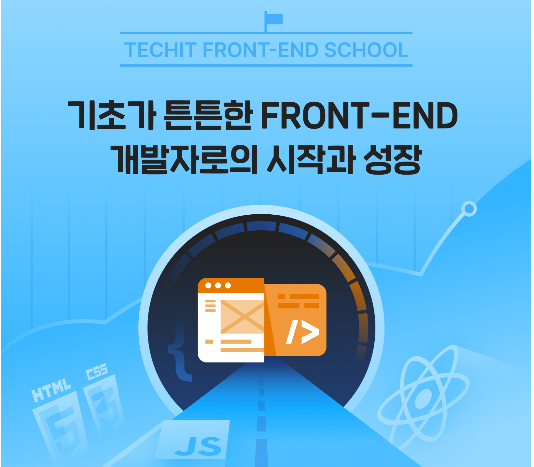 TECHIT FRONT-END SCHOOL
기초가 튼튼한 FRONT-END
개발자로의 시작과 성장
{
/>
HTML
CSS
JS